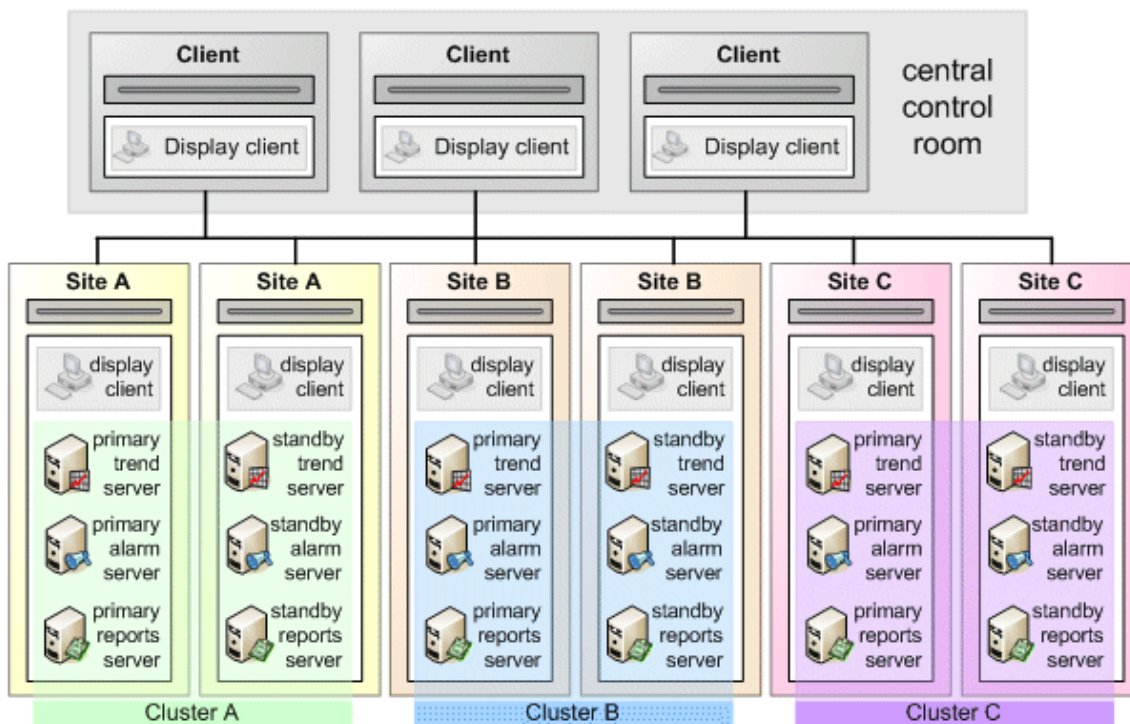 Client
Client
Client
central
control
room
Display client
Display client
Display client
Site A
Site A
Site B
Site B
Site C
Site C
display
client
display
client
display
client
display
client
display
client
display
client
primary
trend
server
standby
trend
server
primary
trend
server
standby
trend
server
primary
trend
server
standby
trend
server
primary
alarm
server
standby
alarm
server
primary
alarm
server
standby
alarm
server
primary
alarm
server
standby
alarm
server
primary
reports
server
standby
reports
server
primary
reports
server
standby
reports
server
primary
reports
server
standby
reports
server
Cluster A
Cluster B
Cluster C